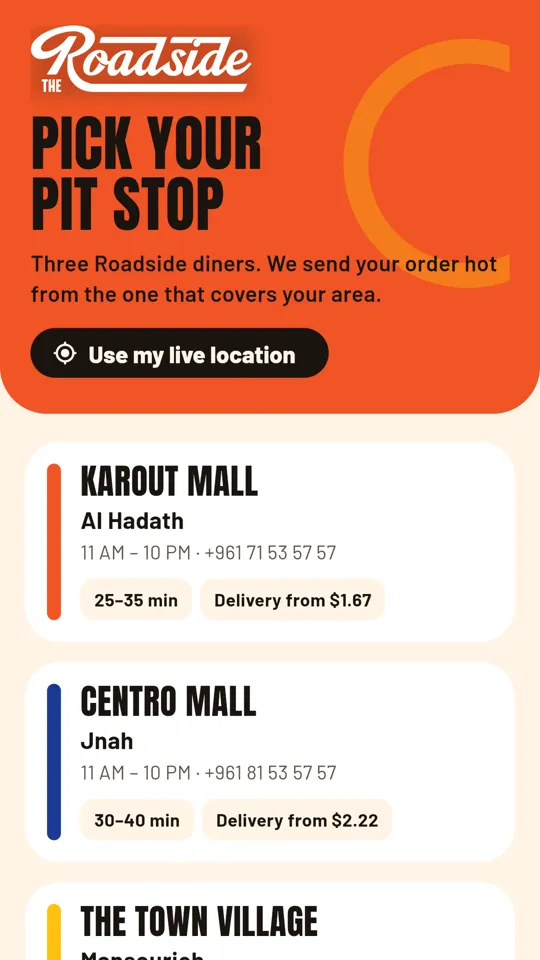 THE Roadside
PICK YOUR
PIT STOP
Three Roadside diners. We send your order hot
from the one that covers your area.
Use my live location
KAROUT MALL
Al Hadath
11 AM – 10 PM · +961 71 53 57 57
25–35 min
Delivery from $1.67
CENTRO MALL
Jnah
11 AM – 10 PM · +961 81 53 57 57
30–40 min
Delivery from $2.22
THE TOWN VILLAGE
Mansourieh